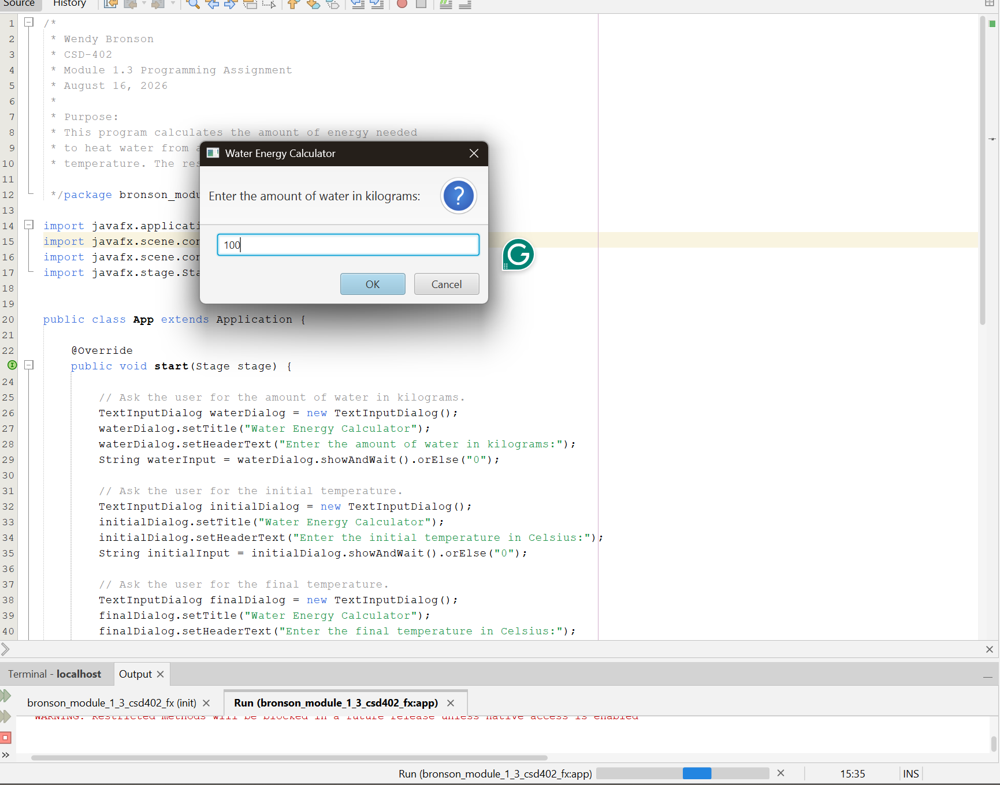 Source History
1 /*
2 * Wendy Bronson
3 * CSD-402
4 * Module 1.3 Programming Assignment
5 * August 16, 2026
6 *
7 * Purpose:
8 * This program calculates the amount of energy needed
9 * to heat water from a
10 * temperature. The res
11
12 */package bronson_modu
13
14 import javafx.applicati
15 import javafx.scene.con
16 import javafx.scene.con
17 import javafx.stage.Sta
18
19
20 public class App extends Application {
21
22 @Override
public void start(Stage stage) {
24
25 // Ask the user for the amount of water in kilograms.
26 TextInputDialog waterDialog = new TextInputDialog();
27 waterDialog.setTitle("Water Energy Calculator");
28 waterDialog.setHeaderText("Enter the amount of water in kilograms:");
29 String waterInput = waterDialog.showAndWait().orElse("0");
30
31 // Ask the user for the initial temperature.
32 TextInputDialog initialDialog = new TextInputDialog();
33 initialDialog.setTitle("Water Energy Calculator");
34 initialDialog.setHeaderText("Enter the initial temperature in Celsius:");
35 String initialInput = initialDialog.showAndWait().orElse("0");
36
37 // Ask the user for the final temperature.
38 TextInputDialog finalDialog = new TextInputDialog();
39 finalDialog.setTitle("Water Energy Calculator");
40 finalDialog.setHeaderText("Enter the final temperature in Celsius:");
Water Energy Calculator
Enter the amount of water in kilograms:
?
100
OK Cancel
G
Terminal - localhost Output
bronson_module_1_3_csd402_fx (init) Run (bronson_module_1_3_csd402_fx:app)
WARNING: Restricted methods will be blocked in a future release unless native access is enabled
Run (bronson_module_1_3_csd402_fx:app) 15:35 INS